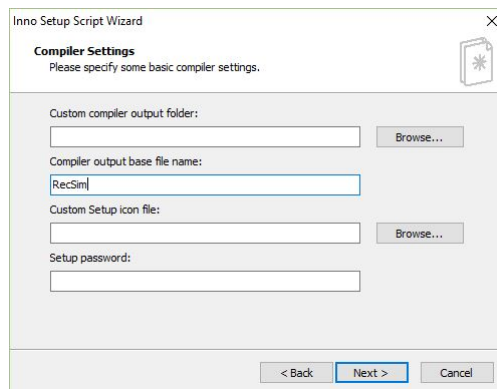 Inno Setup Script Wizard
Compiler Settings
Please specify some basic compiler settings.
Custom compiler output folder:
Browse...
Compiler output base file name:
RecSim
Custom Setup icon file:
Browse...
Setup password:
< Back Next > Cancel